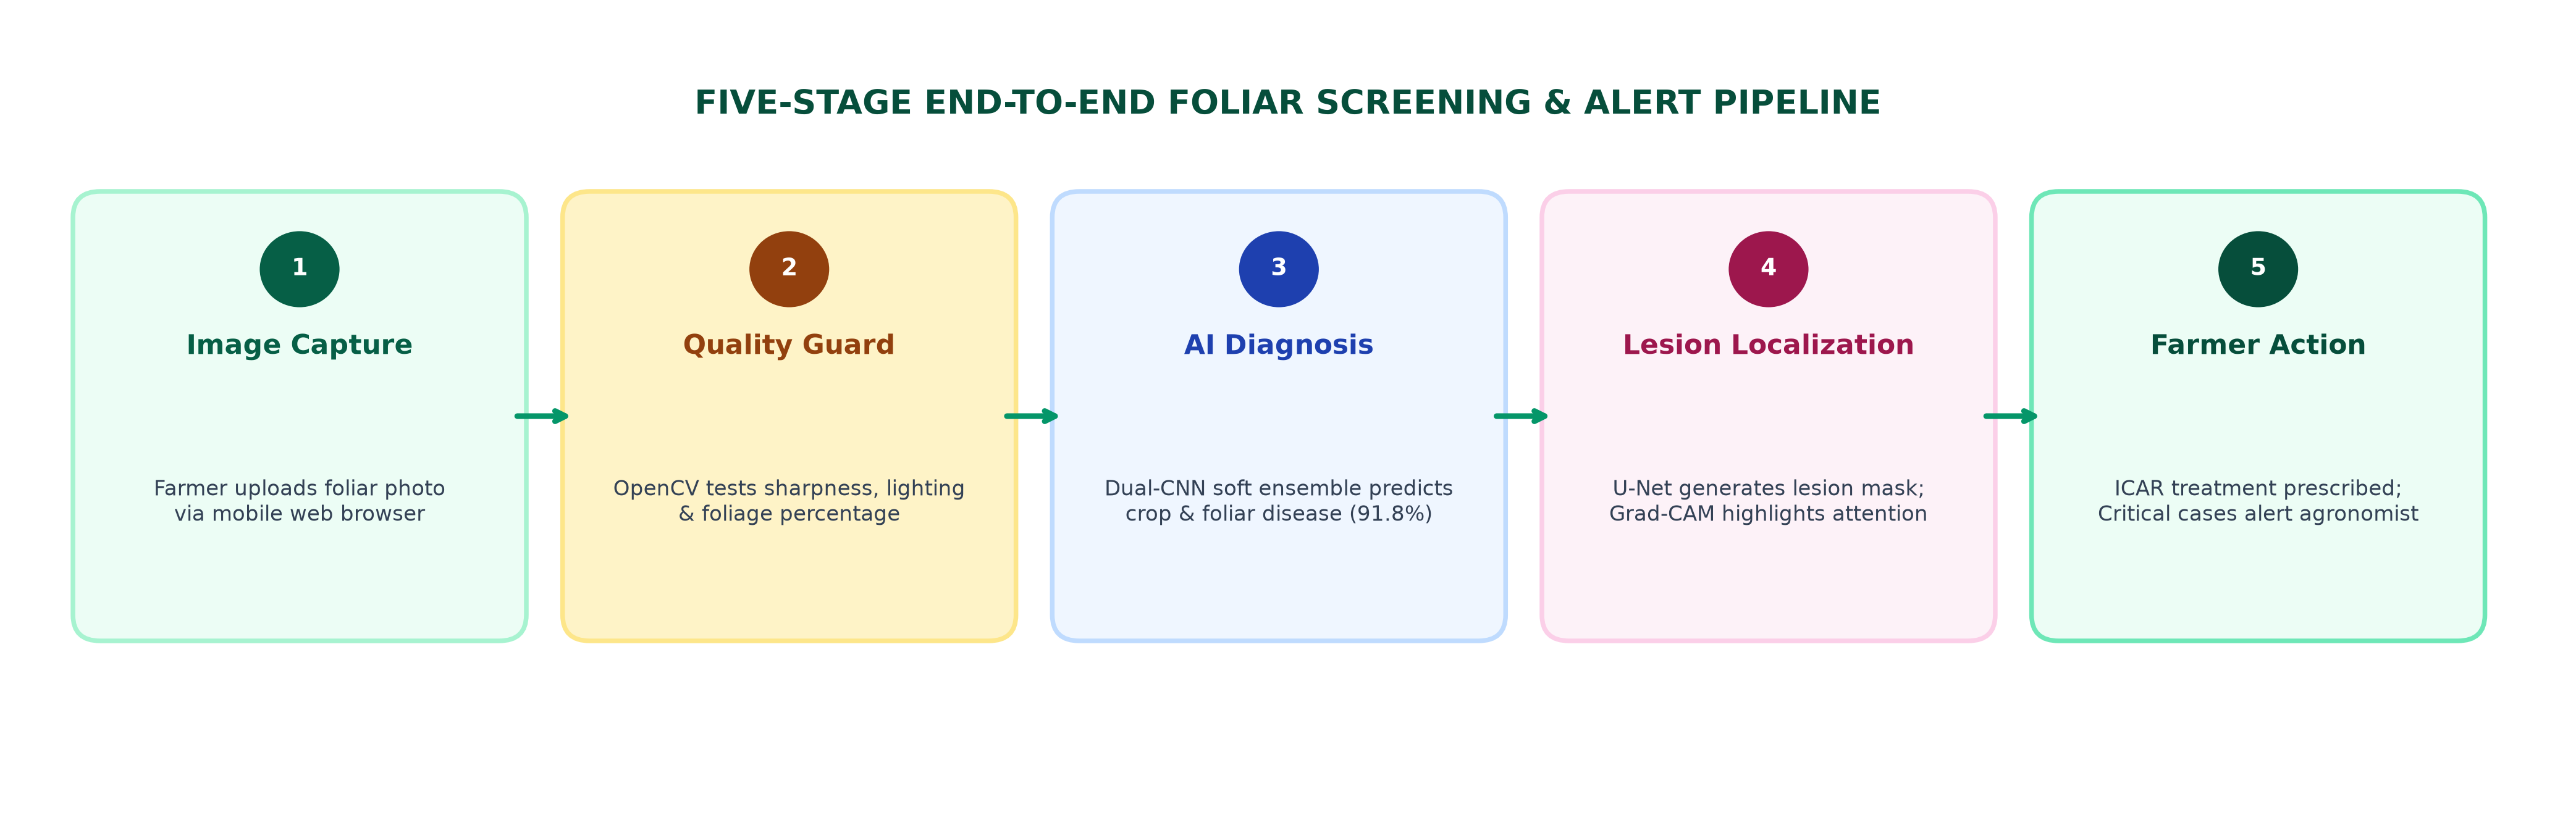 FIVE-STAGE END-TO-END FOLIAR SCREENING & ALERT PIPELINE
1
Image Capture
Farmer uploads foliar photo
via mobile web browser
2
Quality Guard
OpenCV tests sharpness, lighting
& foliage percentage
3
AI Diagnosis
Dual-CNN soft ensemble predicts
crop & foliar disease (91.8%)
4
Lesion Localization
U-Net generates lesion mask;
Grad-CAM highlights attention
5
Farmer Action
ICAR treatment prescribed;
Critical cases alert agronomist